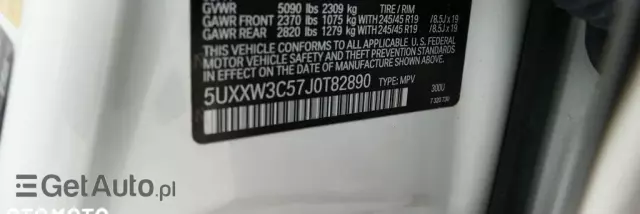 GVWR 5090 lbs 2309 kg TIRE / RIM
GAWR FRONT 2370 lbs 1075 kg WITH 245/45 R19 / 8.5J x 19
GAWR REAR 2820 lbs 1279 kg WITH 245/45 R19 / 8.5J x 19
THIS VEHICLE CONFORMS TO ALL APPLICABLE U. S. FEDERAL
MOTOR VEHICLE SAFETY AND THEFT PREVENTION STANDARDS
IN EFFECT ON THE DATE OF MANUFACTURE SHOWN ABOVE.
5UXXW3C57J0T82890 TYPE: MPV
300U
GetAuto.pl
OTOMOTO